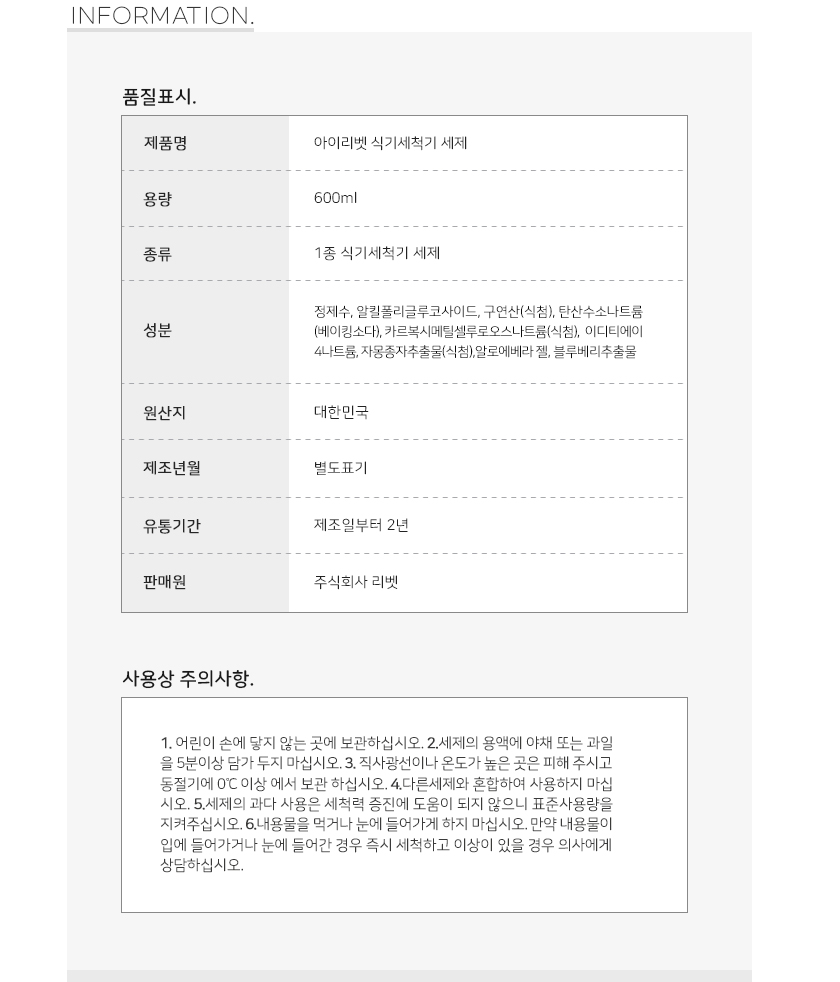 INFORMATION.
품질표시.
제품명 아이리벳 식기세척기 세제
용량 600ml
종류 1종 식기세척기 세제
성분 정제수, 알킬폴리글루코사이드, 구연산(식첨), 탄산수소나트륨
(베이킹소다), 카르복시메틸셀루로오스나트륨(식첨), 이디티에이
4나트륨, 자몽종자추출물(식첨),알로에베라 젤, 블루베리추출물
원산지 대한민국
제조년월 별도표기
유통기간 제조일부터 2년
판매원 주식회사 리벳
사용상 주의사항.
1. 어린이 손에 닿지 않는 곳에 보관하십시오. 2.세제의 용액에 야채 또는 과일
을 5분이상 담가 두지 마십시오. 3. 직사광선이나 온도가 높은 곳은 피해 주시고
동절기에 0℃ 이상 에서 보관 하십시오. 4.다른세제와 혼합하여 사용하지 마십
시오. 5.세제의 과다 사용은 세척력 증진에 도움이 되지 않으니 표준사용량을
지켜주십시오. 6.내용물을 먹거나 눈에 들어가게 하지 마십시오. 만약 내용물이
입에 들어가거나 눈에 들어간 경우 즉시 세척하고 이상이 있을 경우 의사에게
상담하십시오.